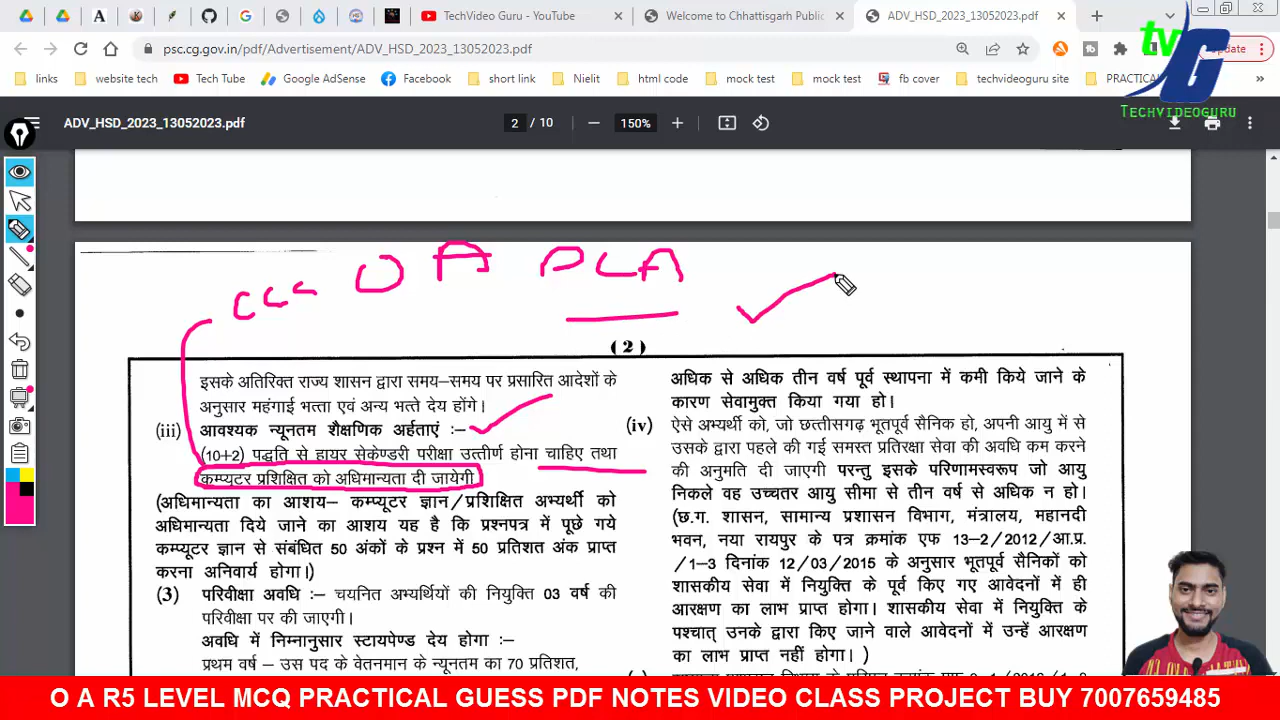 TechVideo Guru - YouTube
Welcome to Chhattisgarh Public
ADV_HSD_2023_13052023.pdf
psc.cg.gov.in/pdf/Advertisement/ADV_HSD_2023_13052023.pdf
Update
links
website tech
Tech Tube
Google AdSense
Facebook
short link
Nielit
html code
mock test
mock test
fb cover
techvideoguru site
PRACTICAL
tv G
TECHVIDEOGURU
ADV_HSD_2023_13052023.pdf
2 / 10
150%
CCC O A DCA
(2)
इसके अतिरिक्त राज्य शासन द्वारा समय–समय पर प्रसारित आदेशों के
अनुसार महंगाई भत्ता एवं अन्य भत्ते देय होंगे।
(iii) आवश्यक न्यूनतम शैक्षणिक अर्हताएं :–
(10+2) पद्धति से हायर सेकेण्डरी परीक्षा उत्तीर्ण होना चाहिए तथा
कम्प्यूटर प्रशिक्षित को अधिमान्यता दी जायेगी
(अधिमान्यता का आशय– कम्प्यूटर ज्ञान/प्रशिक्षित अभ्यर्थी को
अधिमान्यता दिये जाने का आशय यह है कि प्रश्नपत्र में पूछे गये
कम्प्यूटर ज्ञान से संबंधित 50 अंकों के प्रश्न में 50 प्रतिशत अंक प्राप्त
करना अनिवार्य होगा।)
(3) परिवीक्षा अवधि :– चयनित अभ्यर्थियों की नियुक्ति 03 वर्ष की
परिवीक्षा पर की जाएगी।
अवधि में निम्नानुसार स्टायपेण्ड देय होगा :–
प्रथम वर्ष – उस पद के वेतनमान के न्यूनतम का 70 प्रतिशत,
अधिक से अधिक तीन वर्ष पूर्व स्थापना में कमी किये जाने के
कारण सेवामुक्त किया गया हो।
(iv) ऐसे अभ्यर्थी को, जो छत्तीसगढ़ भूतपूर्व सैनिक हो, अपनी आयु में से
उसके द्वारा पहले की गई समस्त प्रतिरक्षा सेवा की अवधि कम करने
की अनुमति दी जाएगी परन्तु इसके परिणामस्वरूप जो आयु
निकले वह उच्चतर आयु सीमा से तीन वर्ष से अधिक न हो।
(छ.ग. शासन, सामान्य प्रशासन विभाग, मंत्रालय, महानदी
भवन, नया रायपुर के पत्र क्रमांक एफ 13–2/2012/आ.प्र.
/1–3 दिनांक 12/03/2015 के अनुसार भूतपूर्व सैनिकों को
शासकीय सेवा में नियुक्ति के पूर्व किए गए आवेदनों में ही
आरक्षण का लाभ प्राप्त होगा। शासकीय सेवा में नियुक्ति के
पश्चात् उनके द्वारा किए जाने वाले आवेदनों में उन्हें आरक्षण
का लाभ प्राप्त नहीं होगा। )
O A R5 LEVEL MCQ PRACTICAL GUESS PDF NOTES VIDEO CLASS PROJECT BUY 7007659485